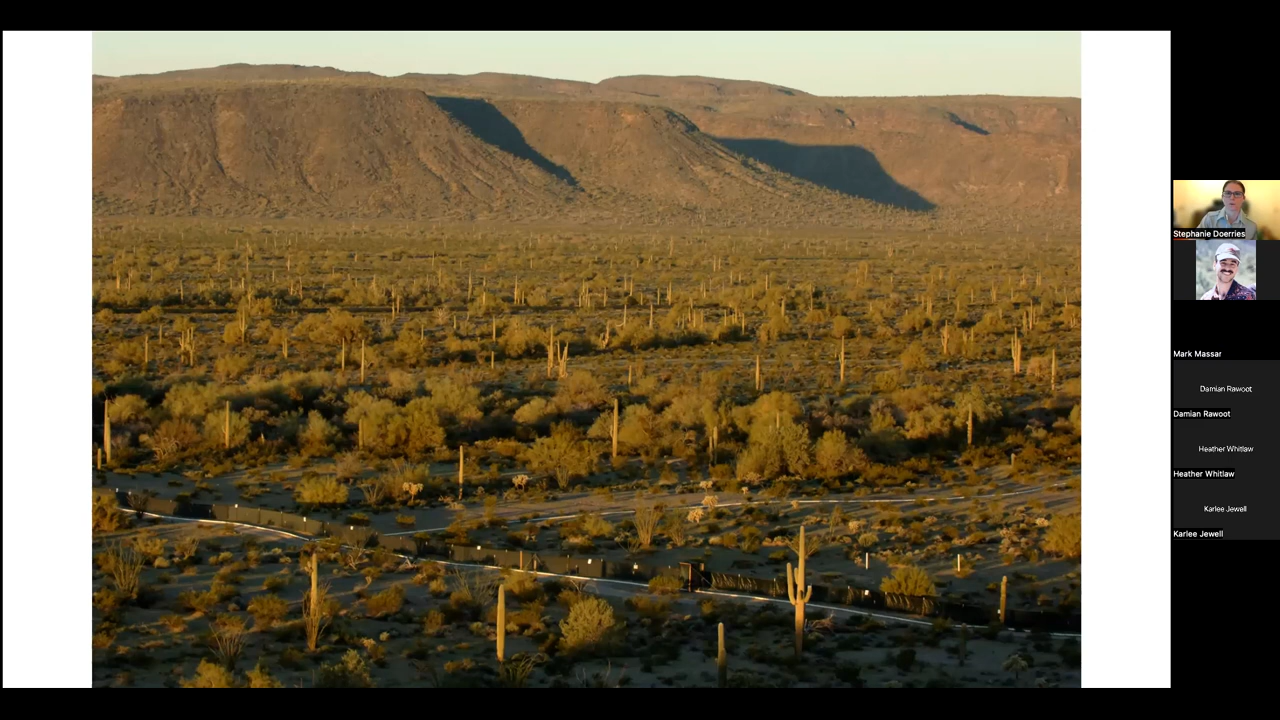 Stephanie Doerries
Mark Massar
Damian Rawoot
Damian Rawoot
Heather Whitlaw
Heather Whitlaw
Karlee Jewell
Karlee Jewell